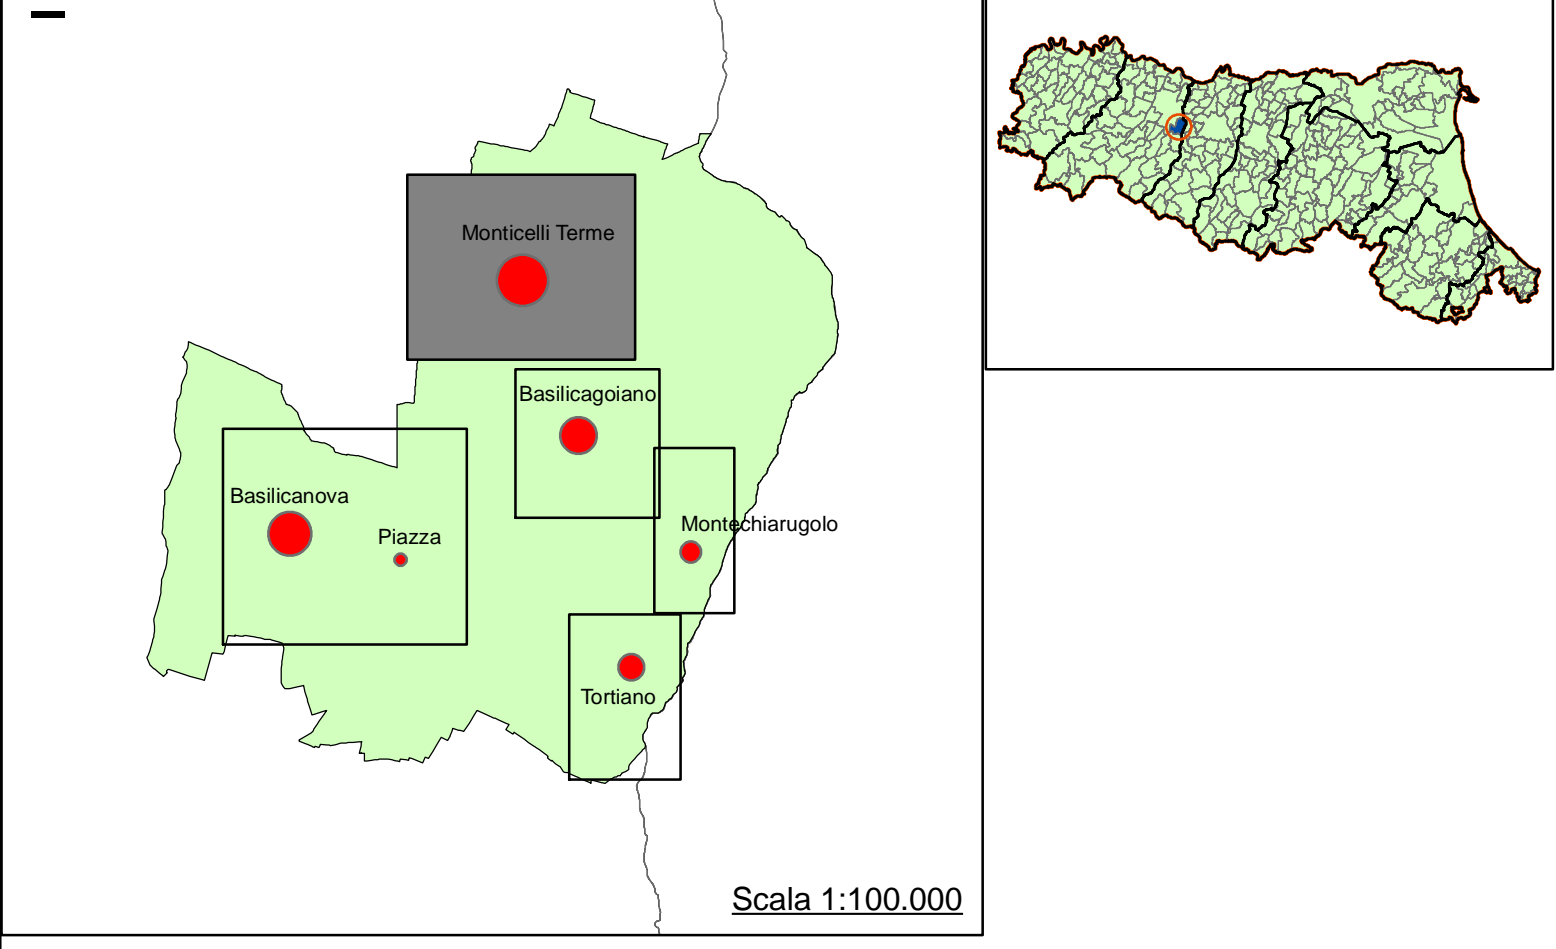 Monticelli Terme
Basilicagoiano
Basilicanova
Montechiarugolo
Piazza
Tortiano
Scala 1:100.000